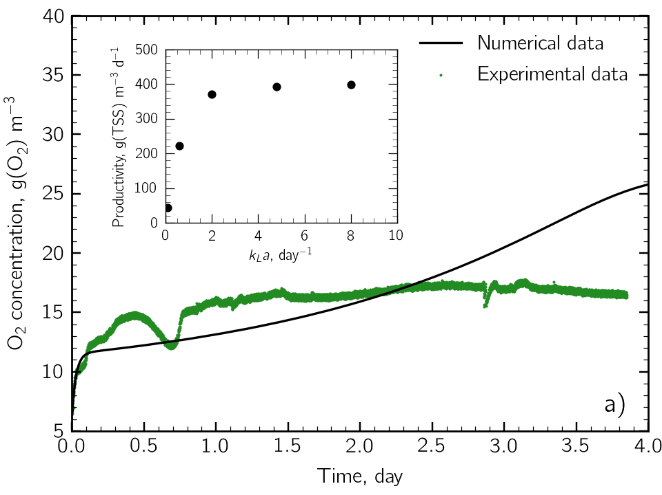 40
35
30
25
20
15
10
5
0.0 0.5 1.0 1.5 2.0 2.5 3.0 3.5 4.0
Time, day
O₂ concentration, g(O₂) m⁻³
Numerical data
Experimental data
500
400
300
200
100
0
0 2 4 6 8 10
k_La, day⁻¹
Productivity, g(TSS) m⁻³ d⁻¹
a)